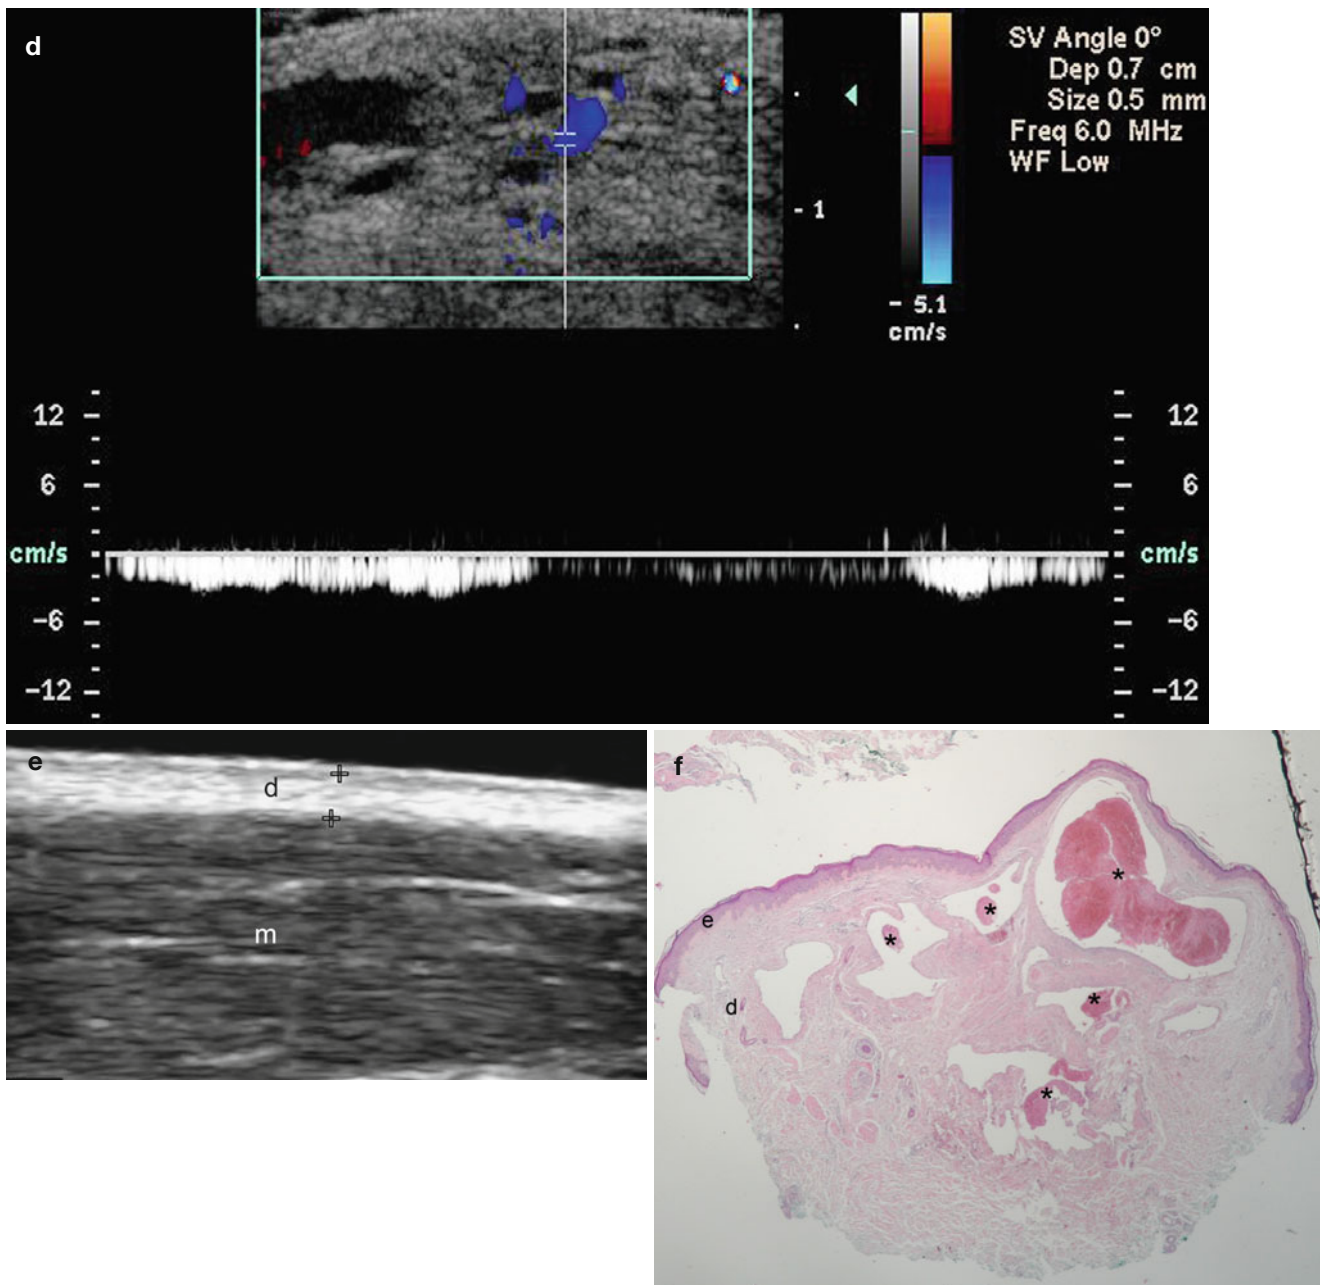 d
SV Angle 0°
Dep 0.7 cm
Size 0.5 mm
Freq 6.0 MHz
WF Low
- 1
- 5.1
cm/s
12 12
6 6
cm/s cm/s
-6 -6
-12 -12
e
d
m
f
*
*
*
e
*
d
*